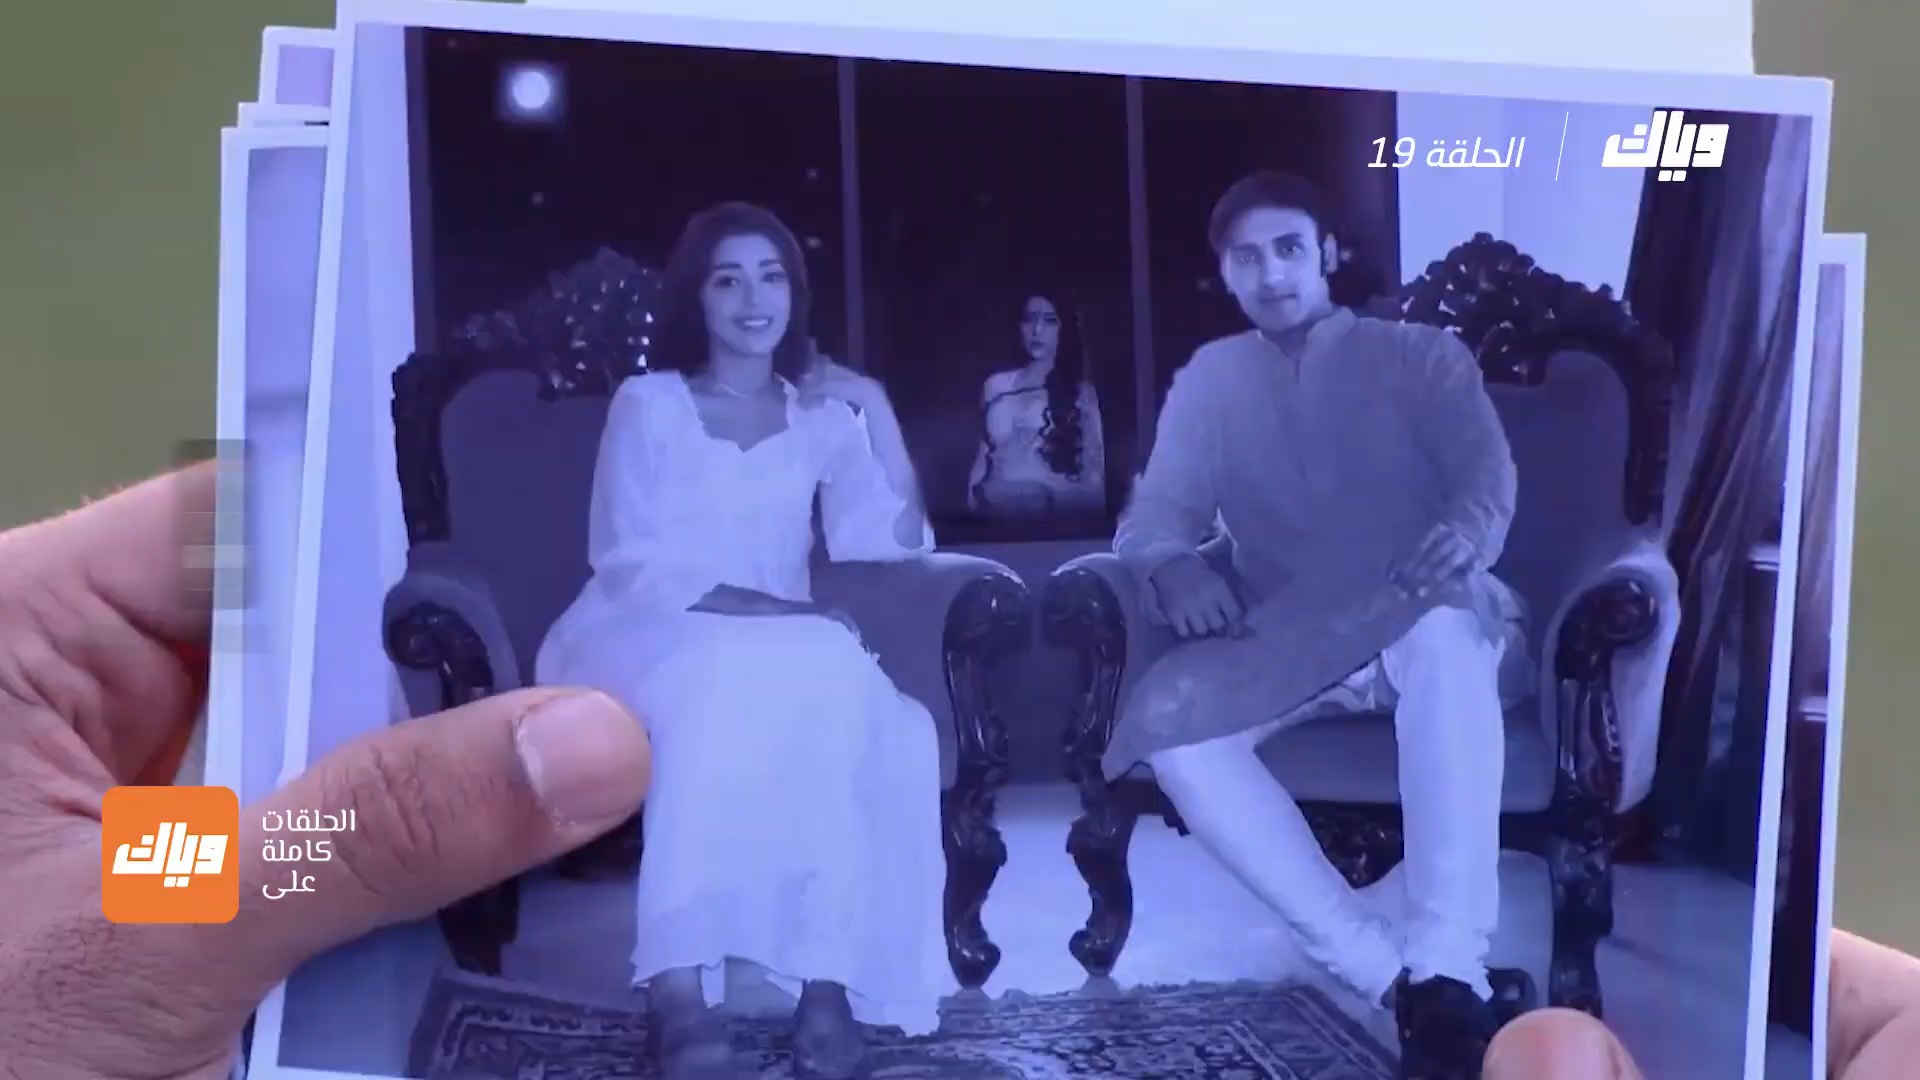 وياك
الحلقة 19
وياك
الحلقات
كاملة
على